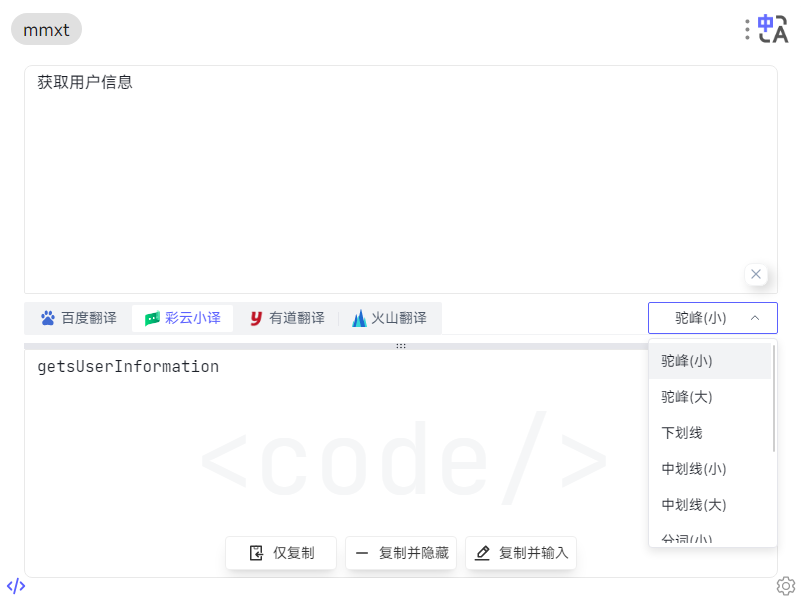 mmxt
获取用户信息
百度翻译 彩云小译 有道翻译 火山翻译 驼峰(小)
getsUserInformation
驼峰(小)
驼峰(大)
下划线
中划线(小)
中划线(大)
分词(小)
<code/>
仅复制 复制并隐藏 复制并输入